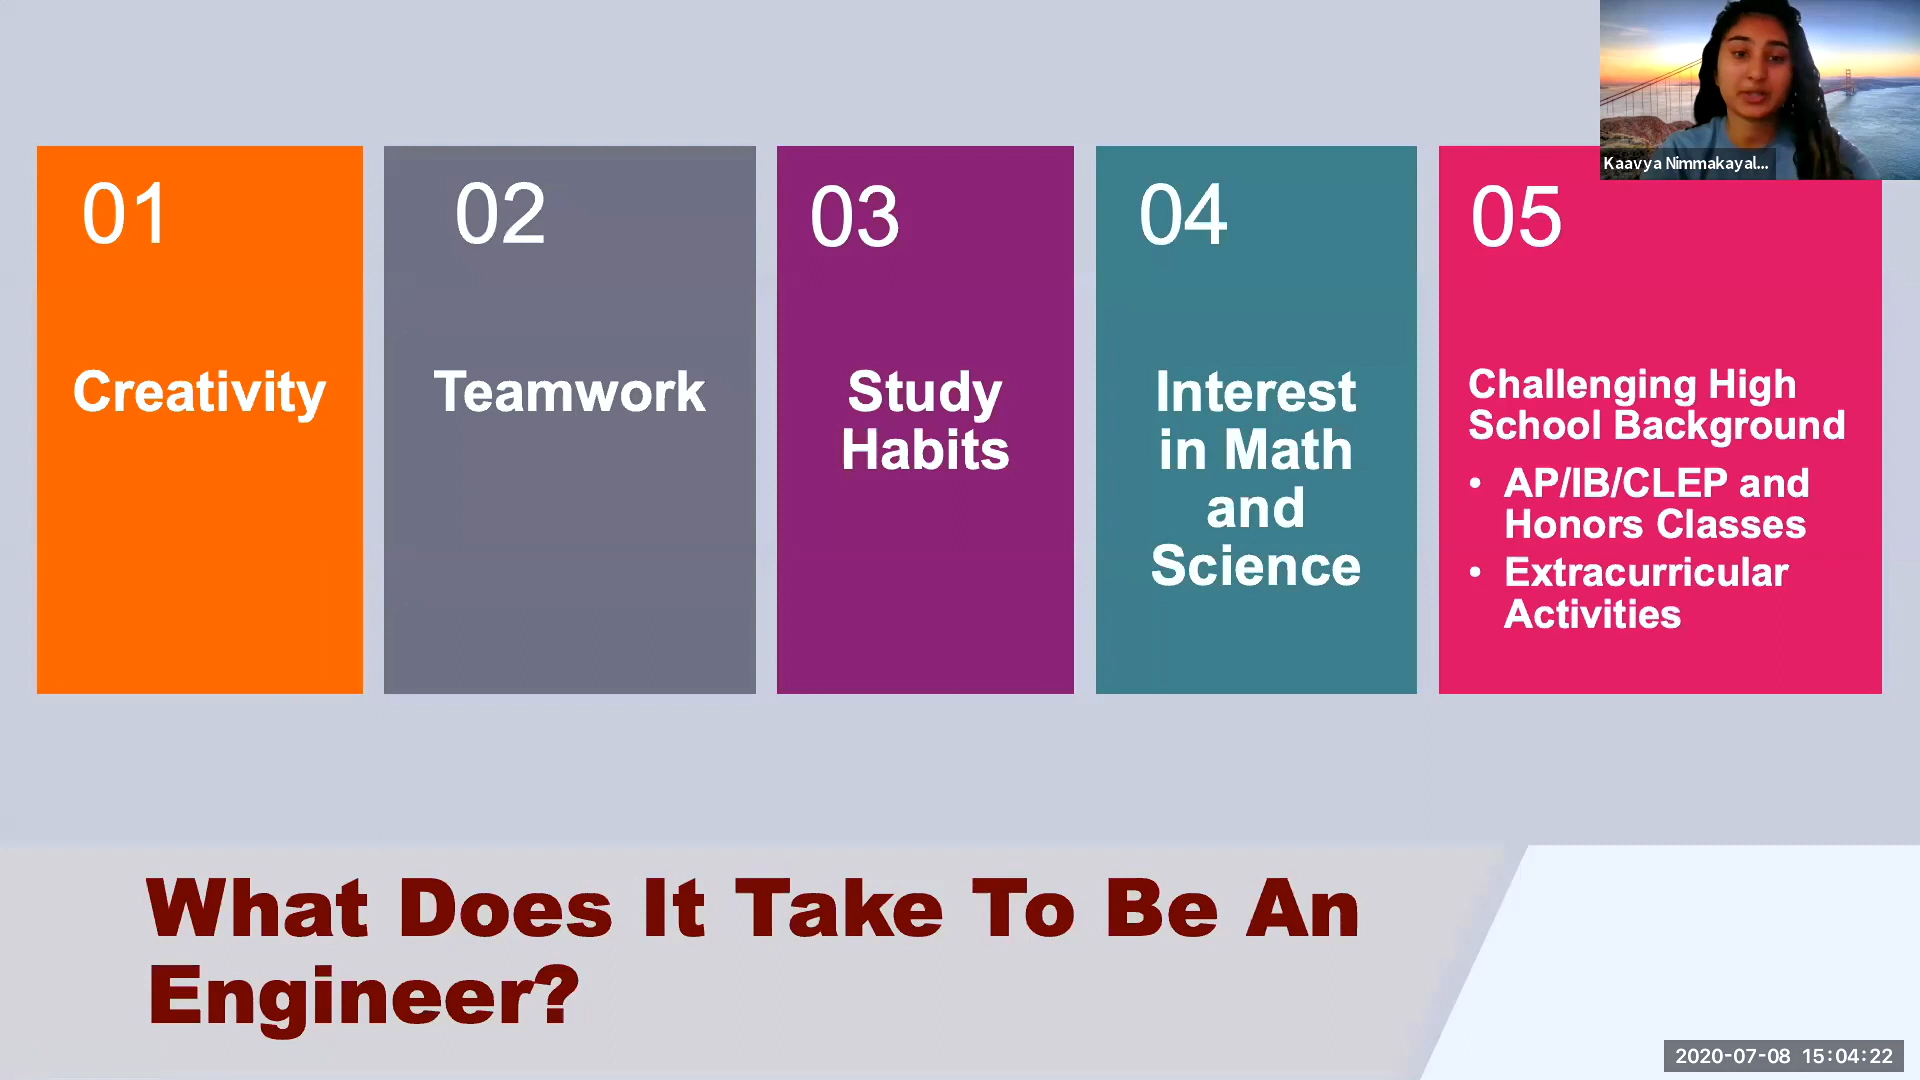 01
Creativity
02
Teamwork
03
Study
Habits
04
Interest
in Math
and
Science
05
Challenging High
School Background
• AP/IB/CLEP and
Honors Classes
• Extracurricular
Activities
Kaavya Nimmakayal...
What Does It Take To Be An
Engineer?
2020-07-08 15:04:22